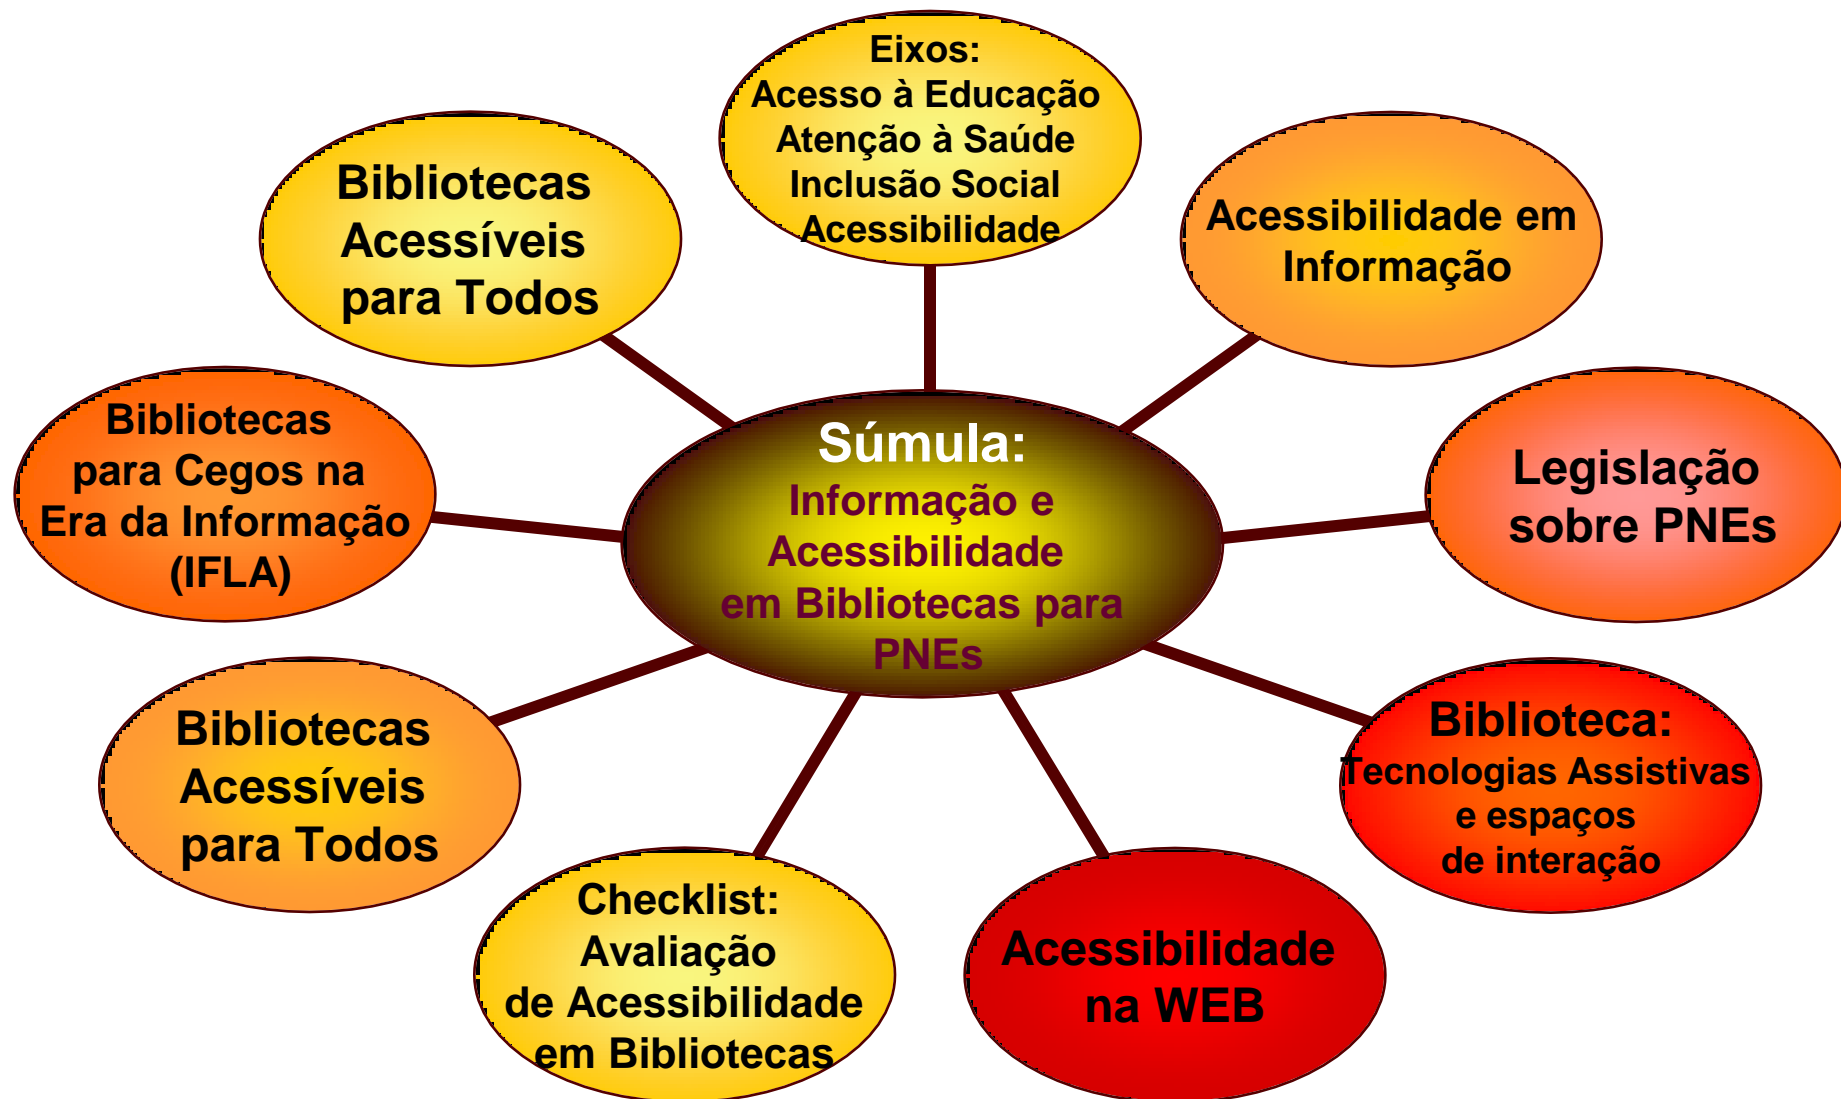 Eixos:
Acesso à Educação
Atenção à Saúde
Inclusão Social
Acessibilidade
Bibliotecas
Acessíveis
para Todos
Acessibilidade em
Informação
Bibliotecas
para Cegos na
Era da Informação
(IFLA)
Súmula:
Informação e
Acessibilidade
em Bibliotecas para
PNEs
Legislação
sobre PNEs
Bibliotecas
Acessíveis
para Todos
Biblioteca:
Tecnologias Assistivas
e espaços
de interação
Checklist:
Avaliação
de Acessibilidade
em Bibliotecas
Acessibilidade
na WEB